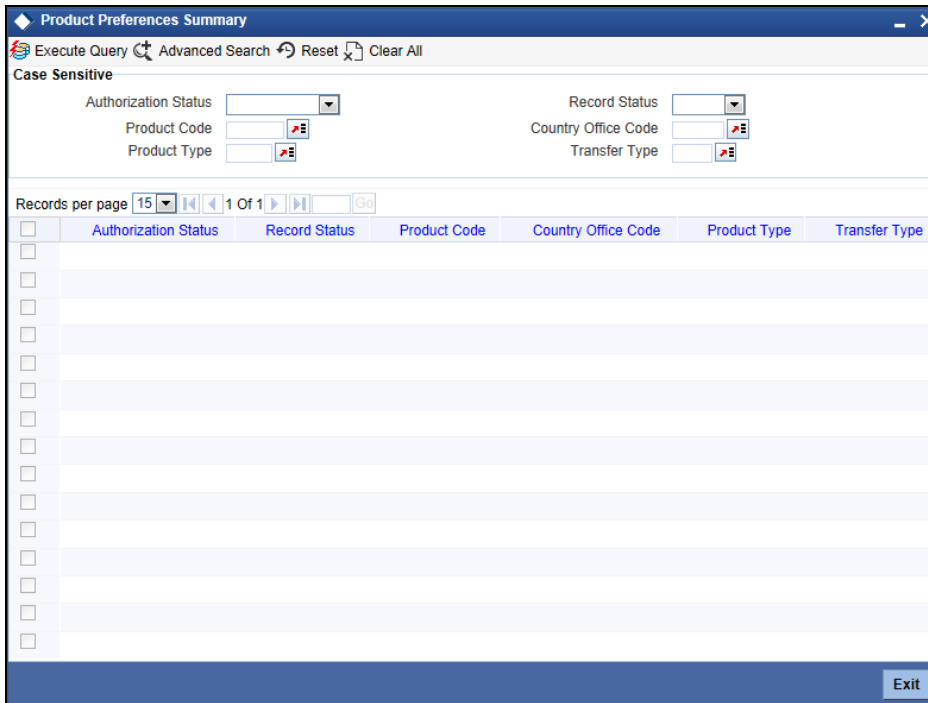 Product Preferences Summary
Execute Query Advanced Search Reset Clear All
Case Sensitive
Authorization Status Record Status
Product Code Country Office Code
Product Type Transfer Type
Records per page 15 1 Of 1 Go
Authorization Status Record Status Product Code Country Office Code Product Type Transfer Type
Exit